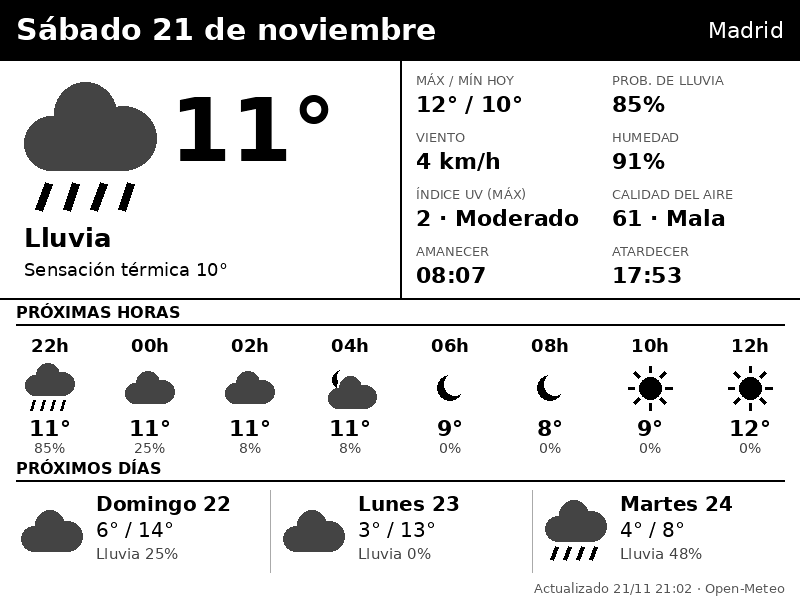 Sábado 21 de noviembre
Madrid
11°
Lluvia
Sensación térmica 10°
MÁX / MÍN HOY
12° / 10°
PROB. DE LLUVIA
85%
VIENTO
4 km/h
HUMEDAD
91%
ÍNDICE UV (MÁX)
2 · Moderado
CALIDAD DEL AIRE
61 · Mala
AMANECER
08:07
ATARDECER
17:53
PRÓXIMAS HORAS
22h 00h 02h 04h 06h 08h 10h 12h
11° 11° 11° 11° 9° 8° 9° 12°
85% 25% 8% 8% 0% 0% 0% 0%
PRÓXIMOS DÍAS
Domingo 22
6° / 14°
Lluvia 25%
Lunes 23
3° / 13°
Lluvia 0%
Martes 24
4° / 8°
Lluvia 48%
Actualizado 21/11 21:02 · Open-Meteo